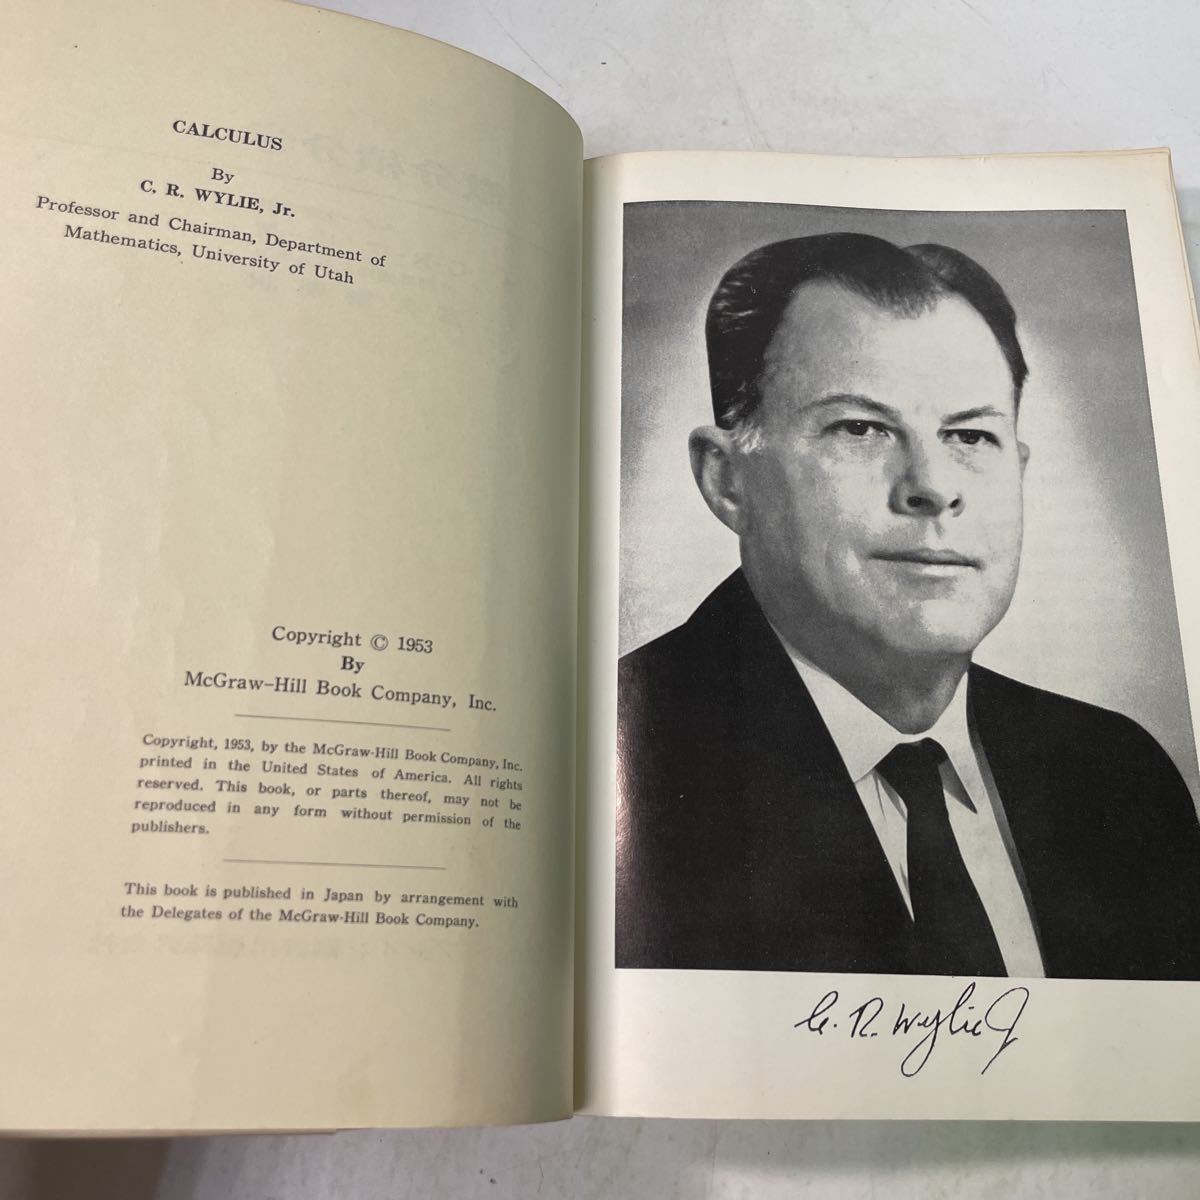 CALCULUS
By
C. R. WYLIE, Jr.
Professor and Chairman, Department of
Mathematics, University of Utah
Copyright © 1953
By
McGraw-Hill Book Company, Inc.
Copyright, 1953, by the McGraw-Hill Book Company, Inc.
printed in the United States of America. All rights
reserved. This book, or parts thereof, may not be
reproduced in any form without permission of the
publishers.
This book is published in Japan by arrangement with
the Delegates of the McGraw-Hill Book Company.
C. R. Wylie Jr